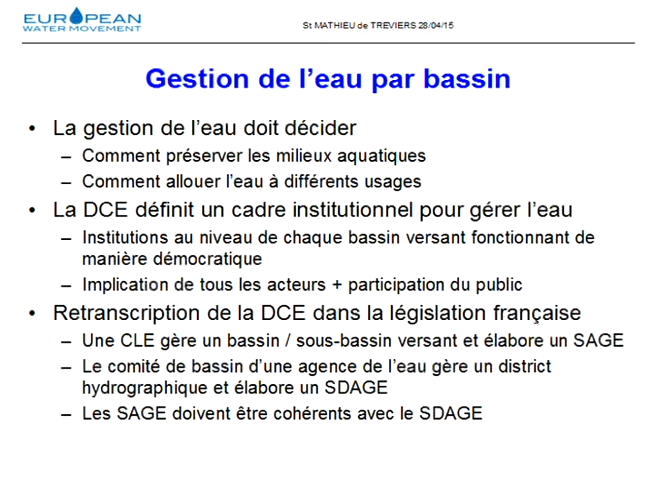 EUROPEAN
WATER MOVEMENT
St MATHIEU de TREVIERS 28/04/15
Gestion de l'eau par bassin
• La gestion de l'eau doit décider
– Comment préserver les milieux aquatiques
– Comment allouer l'eau à différents usages
• La DCE définit un cadre institutionnel pour gérer l'eau
– Institutions au niveau de chaque bassin versant fonctionnant de
manière démocratique
– Implication de tous les acteurs + participation du public
• Retranscription de la DCE dans la législation française
– Une CLE gère un bassin / sous-bassin versant et élabore un SAGE
– Le comité de bassin d'une agence de l'eau gère un district
hydrographique et élabore un SDAGE
– Les SAGE doivent être cohérents avec le SDAGE